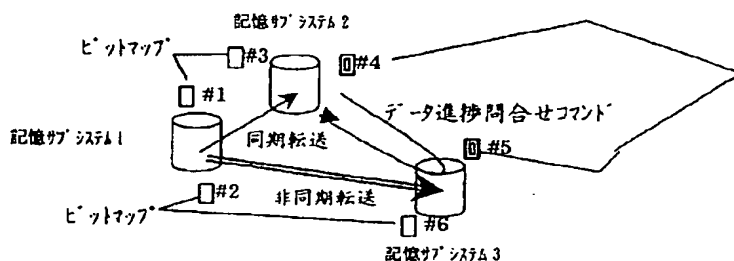 記憶サブシステム2
ビットマップ
#3
#4
#1
データ進捗問合せコマンド
記憶サブシステム1
同期転送
#5
#2
非同期転送
ビットマップ
#6
記憶サブシステム3